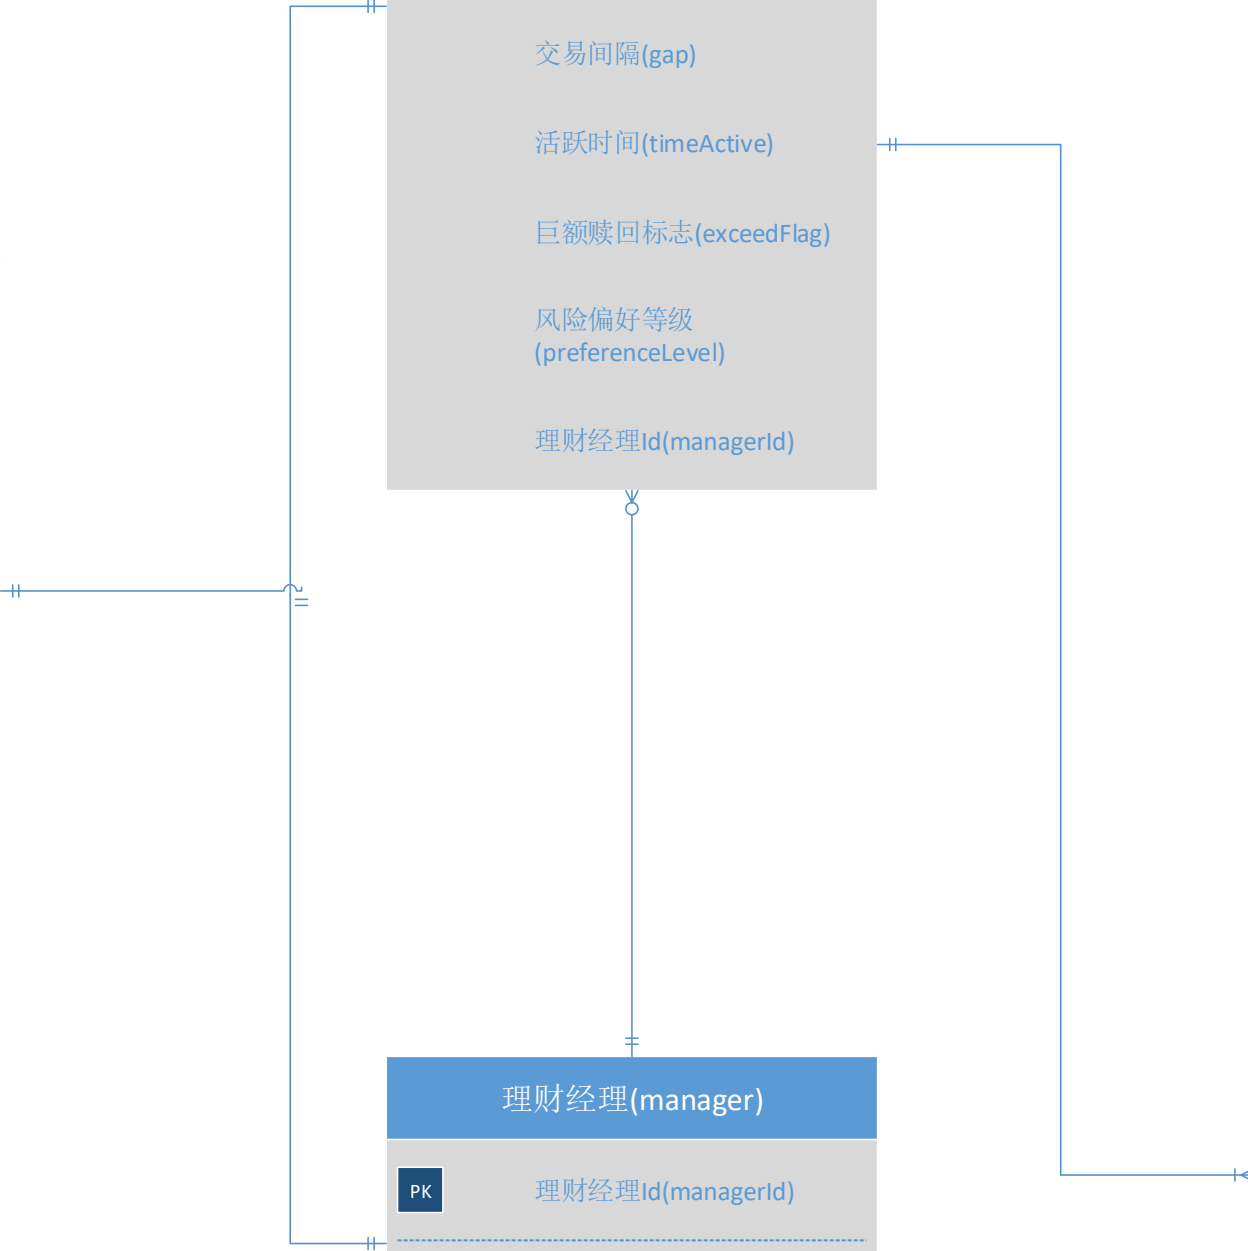 交易间隔(gap)
活跃时间(timeActive)
巨额赎回标志(exceedFlag)
风险偏好等级
(preferenceLevel)
理财经理Id(managerId)
理财经理(manager)
PK
理财经理Id(managerId)